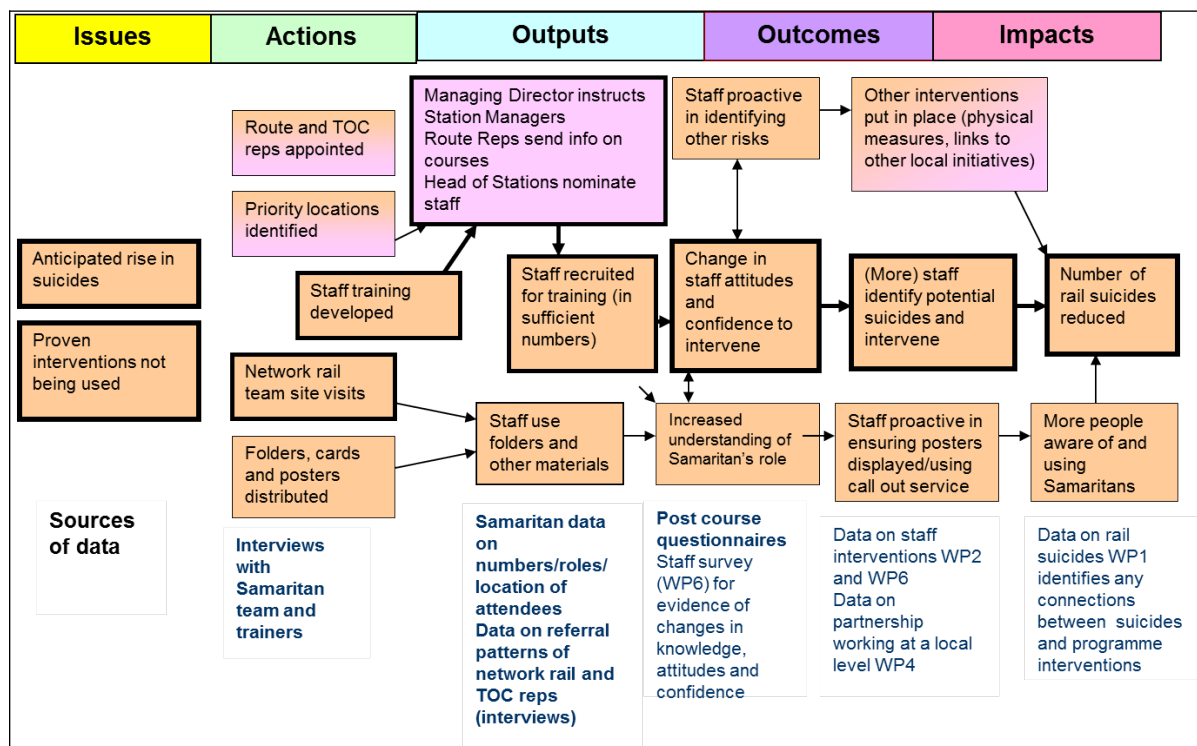 Issues
Actions
Outputs
Outcomes
Impacts
Route and TOC
reps appointed
Priority locations
identified
Managing Director instructs
Station Managers
Route Reps send info on
courses
Head of Stations nominate
staff
Staff proactive
in identifying
other risks
Other interventions
put in place (physical
measures, links to
other local initiatives)
Anticipated rise in
suicides
Proven
interventions not
being used
Staff training
developed
Staff recruited
for training (in
sufficient
numbers)
Change in
staff attitudes
and
confidence to
intervene
(More) staff
identify potential
suicides and
intervene
Number of
rail suicides
reduced
Network rail
team site visits
Folders, cards
and posters
distributed
Staff use
folders and
other materials
Increased
understanding of
Samaritan’s role
Staff proactive in
ensuring posters
displayed/using
call out service
More people
aware of and
using
Samaritans
Sources
of data
Interviews
with
Samaritan
team and
trainers
Samaritan data
on
numbers/roles/
location of
attendees
Data on referral
patterns of
network rail and
TOC reps
(interviews)
Post course
questionnaires
Staff survey
(WP6) for
evidence of
changes in
knowledge,
attitudes and
confidence
Data on staff
interventions WP2
and WP6
Data on
partnership
working at a local
level WP4
Data on rail
suicides WP1
identifies any
connections
between suicides
and programme
interventions